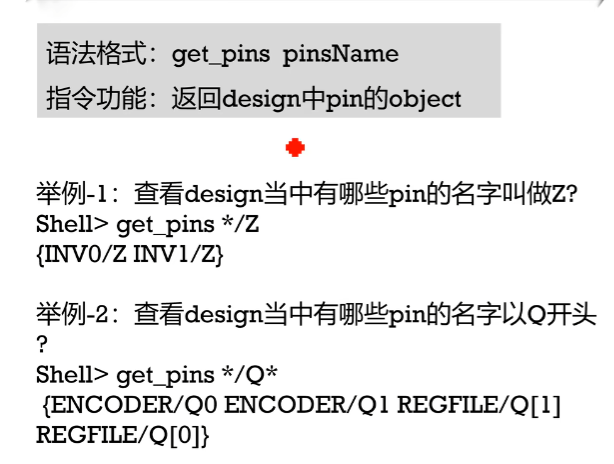 语法格式：get_pins pinsName
指令功能：返回design中pin的object
举例-1：查看design当中有哪些pin的名字叫做Z?
Shell> get_pins */Z
{INV0/Z INV1/Z}
举例-2：查看design当中有哪些pin的名字以Q开头
?
Shell> get_pins */Q*
{ENCODER/Q0 ENCODER/Q1 REGFILE/Q[1]
REGFILE/Q[0]}